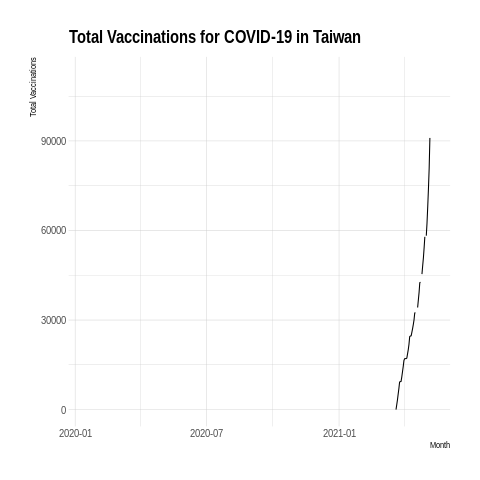 Total Vaccinations for COVID-19 in Taiwan
Total Vaccinations
90000
60000
30000
0
2020-01 2020-07 2021-01
Month